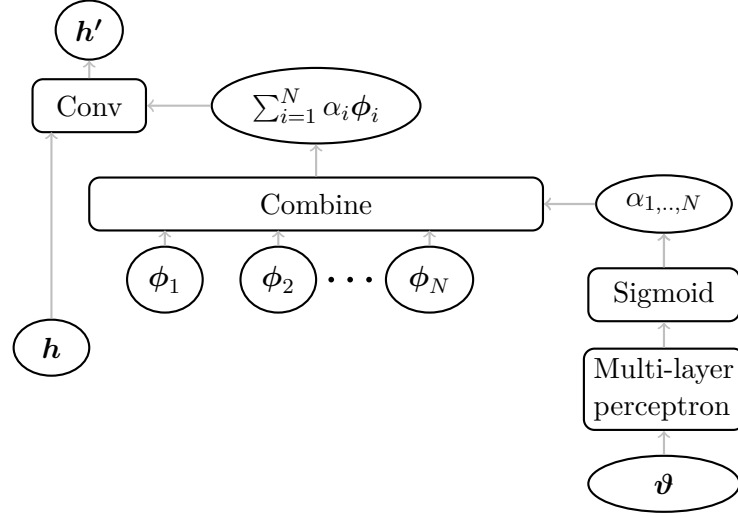 h′
Conv
∑_{i=1}^{N} α_i ϕ_i
Combine
α_{1,..,N}
ϕ_1
ϕ_2
···
ϕ_N
Sigmoid
h
Multi-layer
perceptron
ϑ